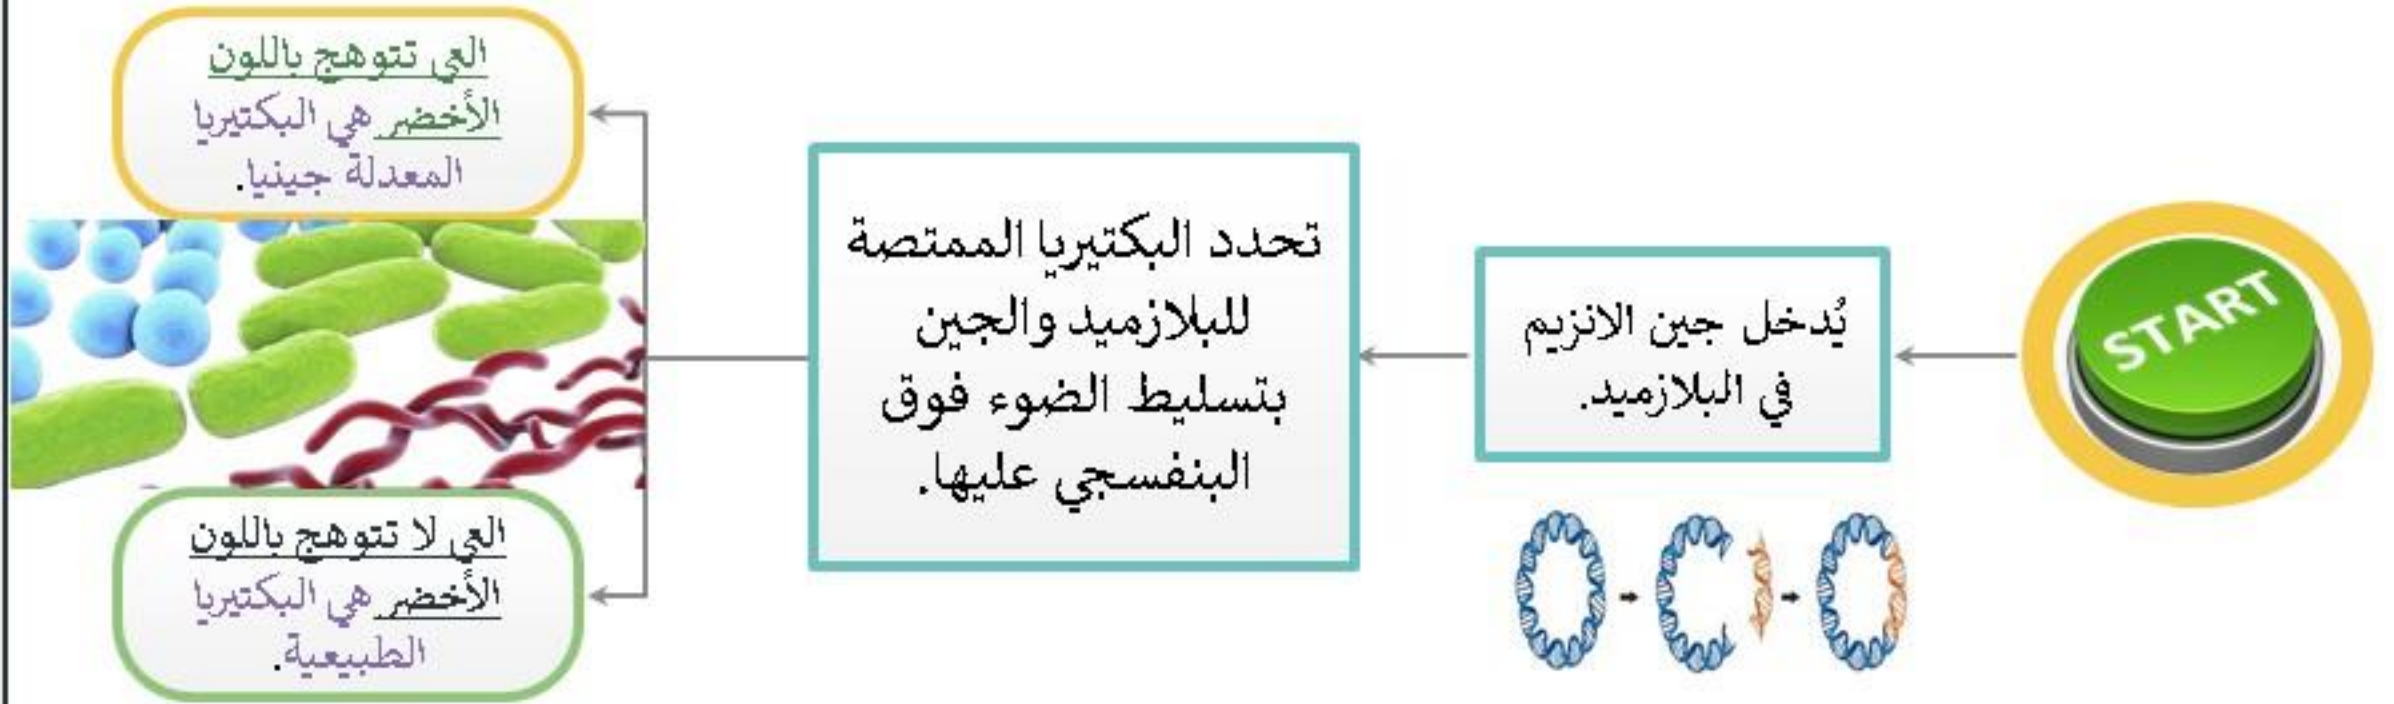 START
يُدخل جين الانزيم
في البلازميد.
تحدد البكتيريا الممتصة
للبلازميد والجين
بتسليط الضوء فوق
البنفسجي عليها.
التي تتوهج باللون
الأخضر هي البكتيريا
المعدلة جينيا.
التي لا تتوهج باللون
الأخضر هي البكتيريا
الطبيعية.